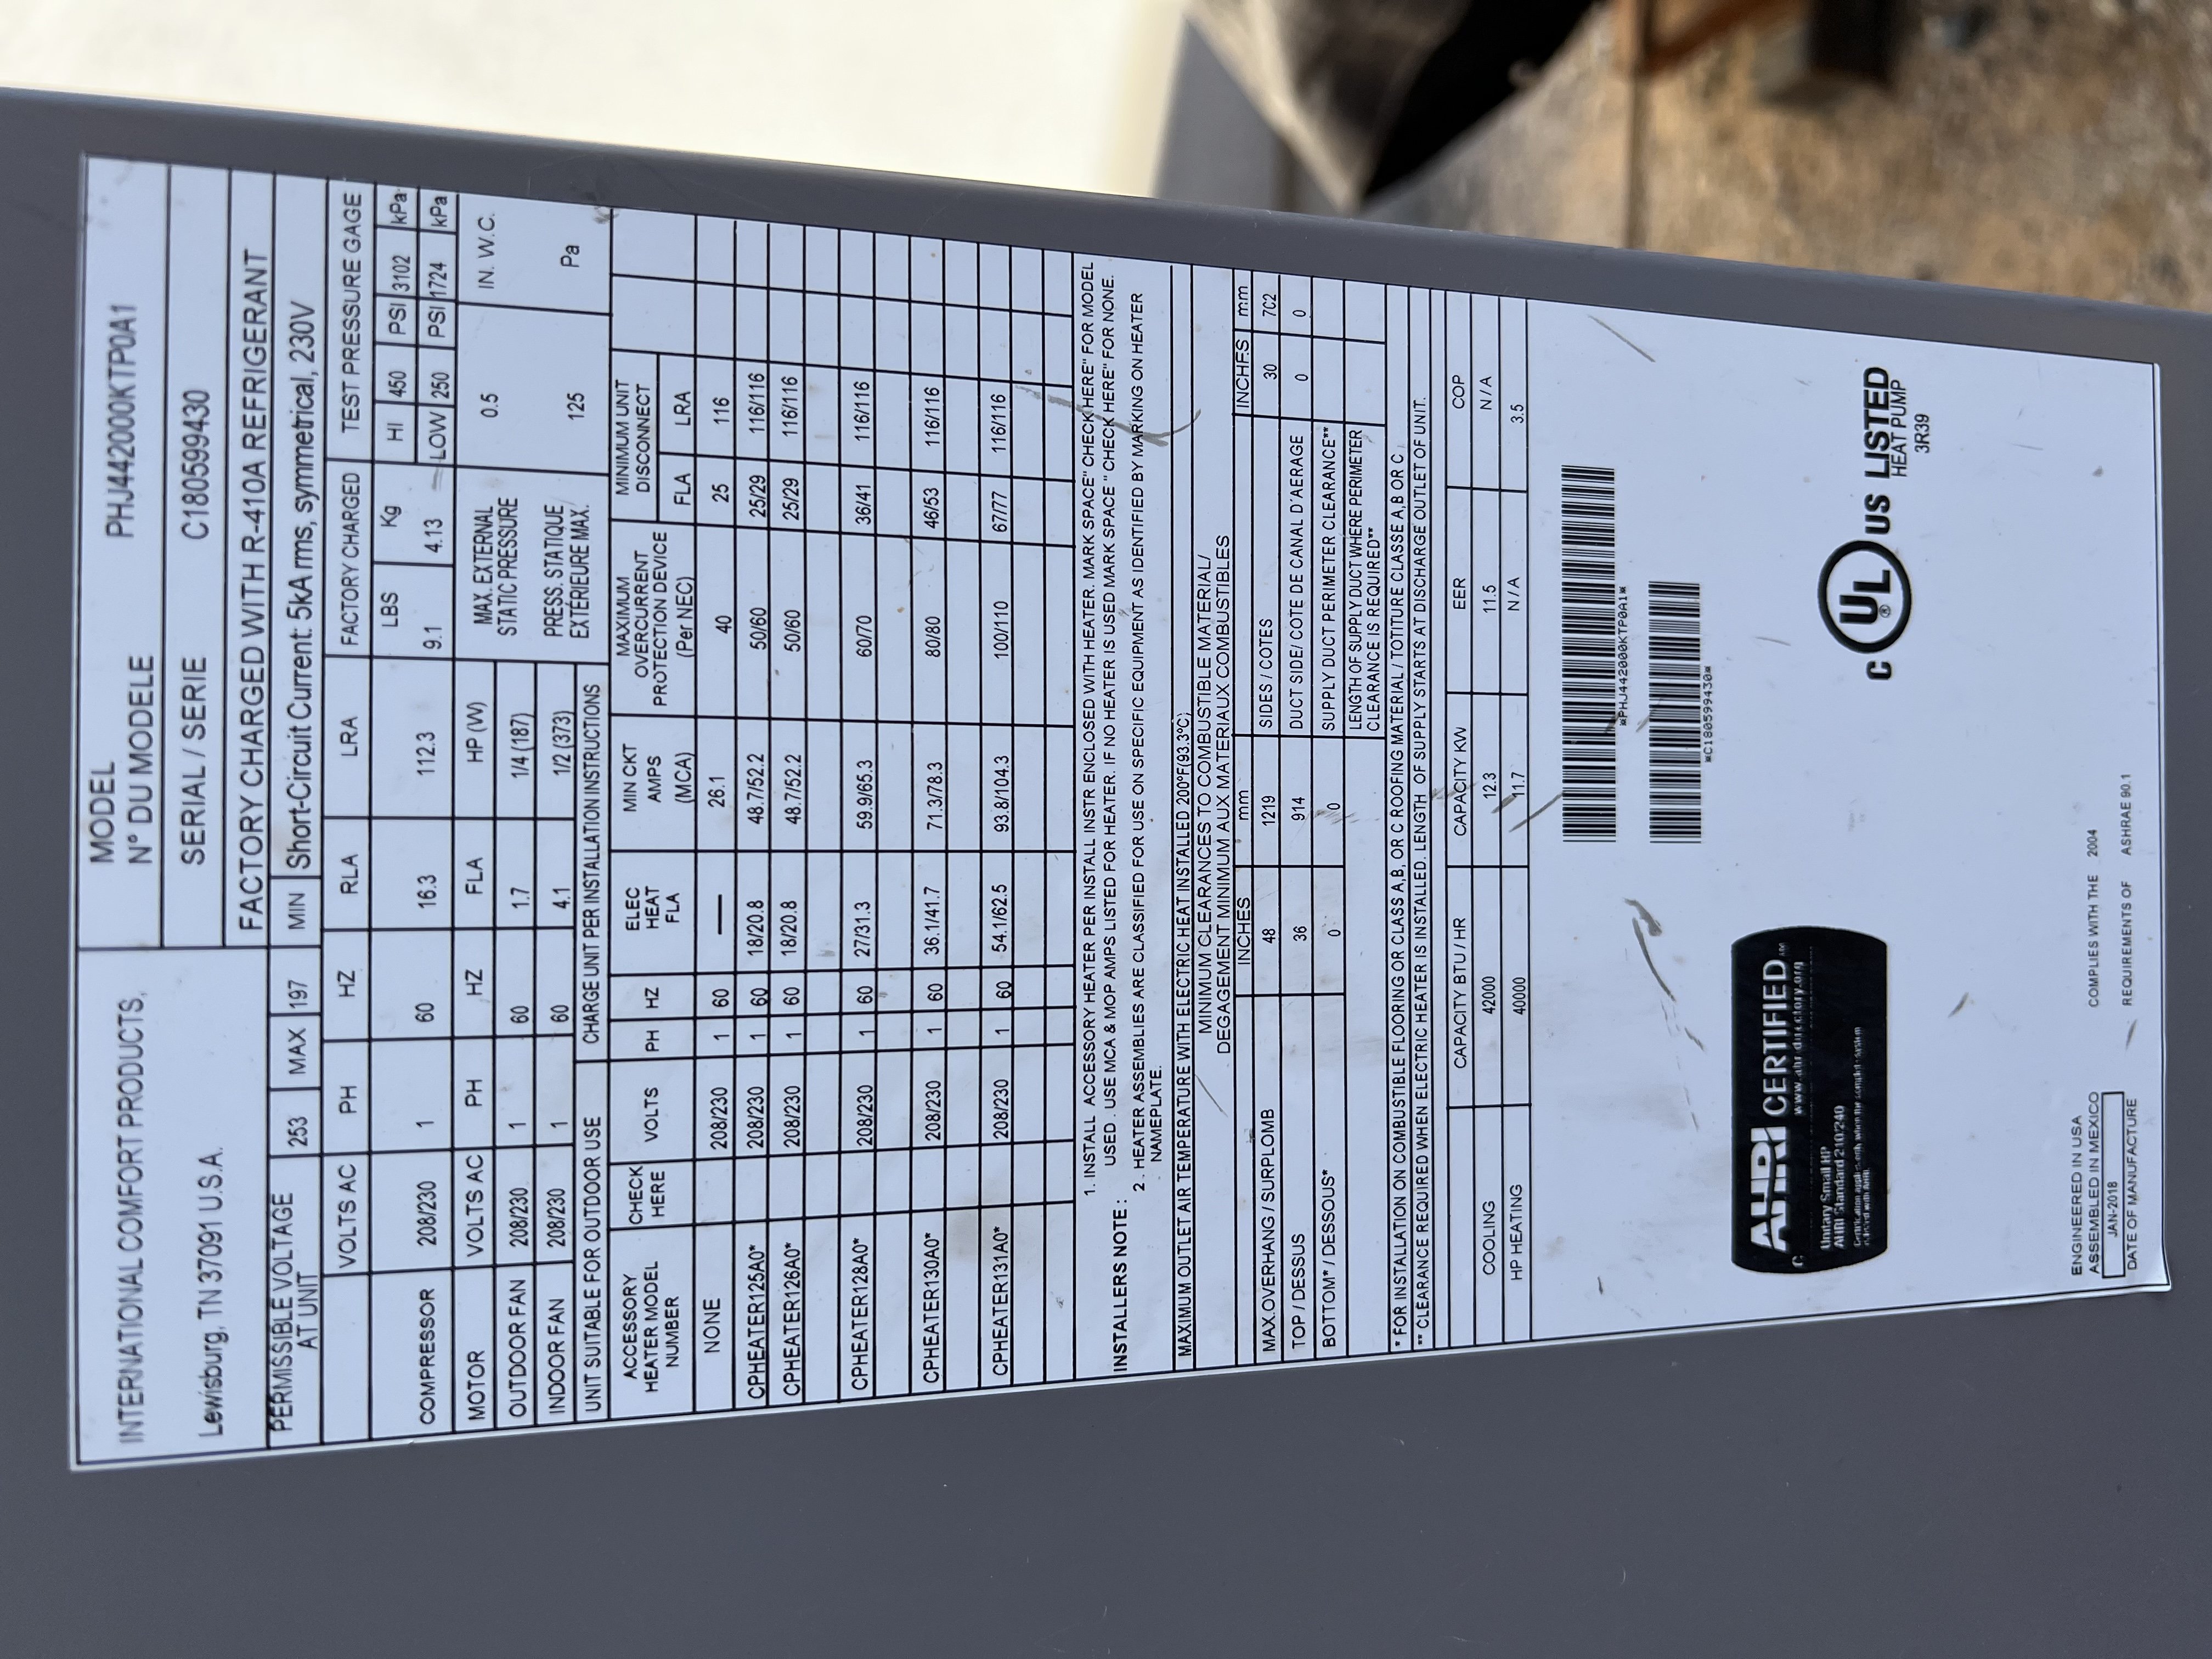 INTERNATIONAL COMFORT PRODUCTS,
Lewisburg, TN 37091 U.S.A.
MODEL
N° DU MODELE PHJ442000KTP0A1
SERIAL / SERIE C180599430
FACTORY CHARGED WITH R-410A REFRIGERANT
PERMISSIBLE VOLTAGE
AT UNIT 253 MAX 197 MIN Short-Circuit Current: 5kA rms, symmetrical, 230V
VOLTS AC PH HZ RLA LRA FACTORY CHARGED TEST PRESSURE GAGE
LBS Kg HI 450 PSI 3102 kPa
COMPRESSOR 208/230 1 60 16.3 112.3 9.1 4.13 LOW 250 PSI 1724 kPa
MOTOR VOLTS AC PH HZ FLA HP (W) MAX. EXTERNAL
STATIC PRESSURE 0.5 IN. W.C.
OUTDOOR FAN 208/230 1 60 1.7 1/4 (187)
INDOOR FAN 208/230 1 60 4.1 1/2 (373) PRESS. STATIQUE
EXTÉRIEURE MAX. 125 Pa
UNIT SUITABLE FOR OUTDOOR USE CHARGE UNIT PER INSTALLATION INSTRUCTIONS
ACCESSORY
HEATER MODEL
NUMBER CHECK
HERE VOLTS PH HZ ELEC
HEAT
FLA MIN CKT
AMPS
(MCA) MAXIMUM
OVERCURRENT
PROTECTION DEVICE
(Per NEC) MINIMUM UNIT
DISCONNECT
FLA LRA
NONE 208/230 1 60 — 26.1 40 25 116
CPHEATER125A0* 208/230 1 60 18/20.8 48.7/52.2 50/60 25/29 116/116
CPHEATER126A0* 208/230 1 60 18/20.8 48.7/52.2 50/60 25/29 116/116
CPHEATER128A0* 208/230 1 60 27/31.3 59.9/65.3 60/70 36/41 116/116
CPHEATER130A0* 208/230 1 60 36.1/41.7 71.3/78.3 80/80 46/53 116/116
CPHEATER131A0* 208/230 1 60 54.1/62.5 93.8/104.3 100/110 67/77 116/116
INSTALLERS NOTE : 1. INSTALL ACCESSORY HEATER PER INSTALL INSTR ENCLOSED WITH HEATER. MARK SPACE" CHECK HERE" FOR MODEL
USED . USE MCA & MOP AMPS LISTED FOR HEATER. IF NO HEATER IS USED MARK SPACE " CHECK HERE" FOR NONE.
2 . HEATER ASSEMBLIES ARE CLASSIFIED FOR USE ON SPECIFIC EQUIPMENT AS IDENTIFIED BY MARKING ON HEATER
NAMEPLATE.
MAXIMUM OUTLET AIR TEMPERATURE WITH ELECTRIC HEAT INSTALLED 200°F(93.3°C)
MINIMUM CLEARANCES TO COMBUSTIBLE MATERIAL/
DEGAGEMENT MINIMUM AUX MATERIAUX COMBUSTIBLES
INCHES mm INCHES mm
MAX.OVERHANG / SURPLOMB 48 1219 SIDES / COTES 30 762
TOP / DESSUS 36 914 DUCT SIDE/ COTE DE CANAL D'AERAGE 0 0
BOTTOM* / DESSOUS* 0 0 SUPPLY DUCT PERIMETER CLEARANCE**
LENGTH OF SUPPLY DUCT WHERE PERIMETER
CLEARANCE IS REQUIRED**
* FOR INSTALLATION ON COMBUSTIBLE FLOORING OR CLASS A,B, OR C ROOFING MATERIAL / TOTITURE CLASSE A,B OR C.
** CLEARANCE REQUIRED WHEN ELECTRIC HEATER IS INSTALLED. LENGTH OF SUPPLY STARTS AT DISCHARGE OUTLET OF UNIT.
CAPACITY BTU / HR CAPACITY KW EER COP
COOLING 42000 12.3 11.5 N/A
HP HEATING 40000 11.7 N/A 3.5
*PHJ442000KTP0A1*
*C180599430*
C AHRI CERTIFIED
www.ahridirectory.org
Unitary Small HP
AHRI Standard 210/240
C UL ® US LISTED
HEAT PUMP
3R39
ENGINEERED IN USA
ASSEMBLED IN MEXICO
JAN-2018
DATE OF MANUFACTURE
COMPLIES WITH THE 2004
REQUIREMENTS OF ASHRAE 90.1